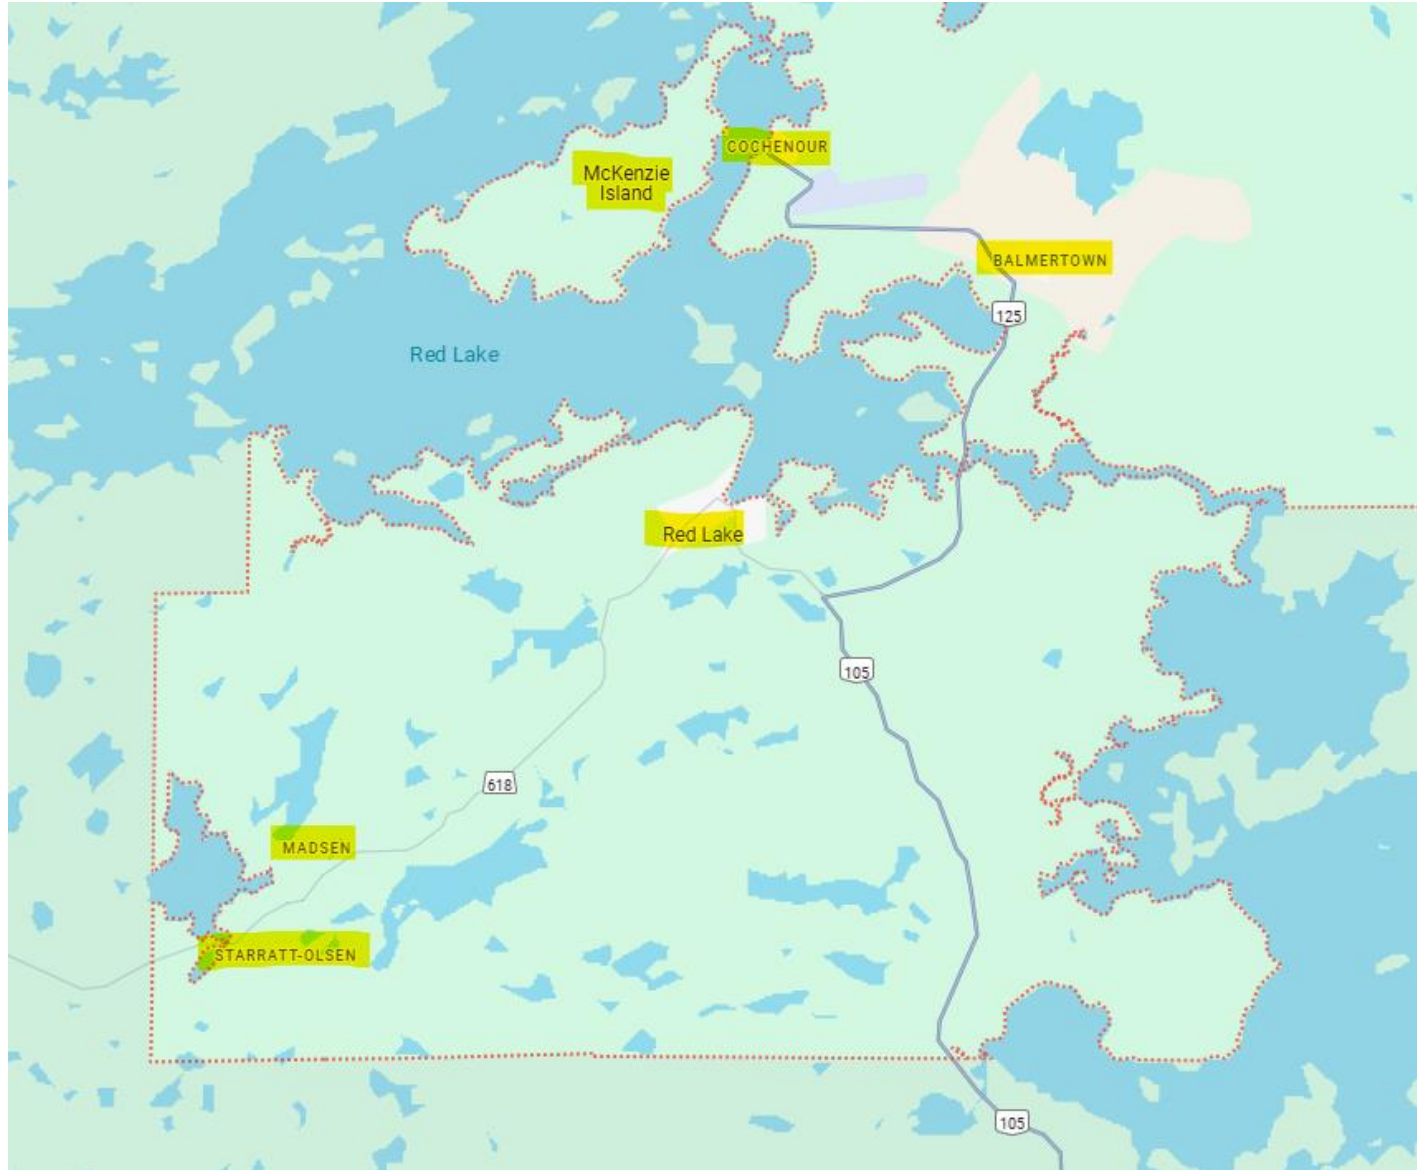 COCHENOUR
McKenzie
Island
BALMERTOWN
125
Red Lake
Red Lake
105
618
MADSEN
STARRATT-OLSEN
105